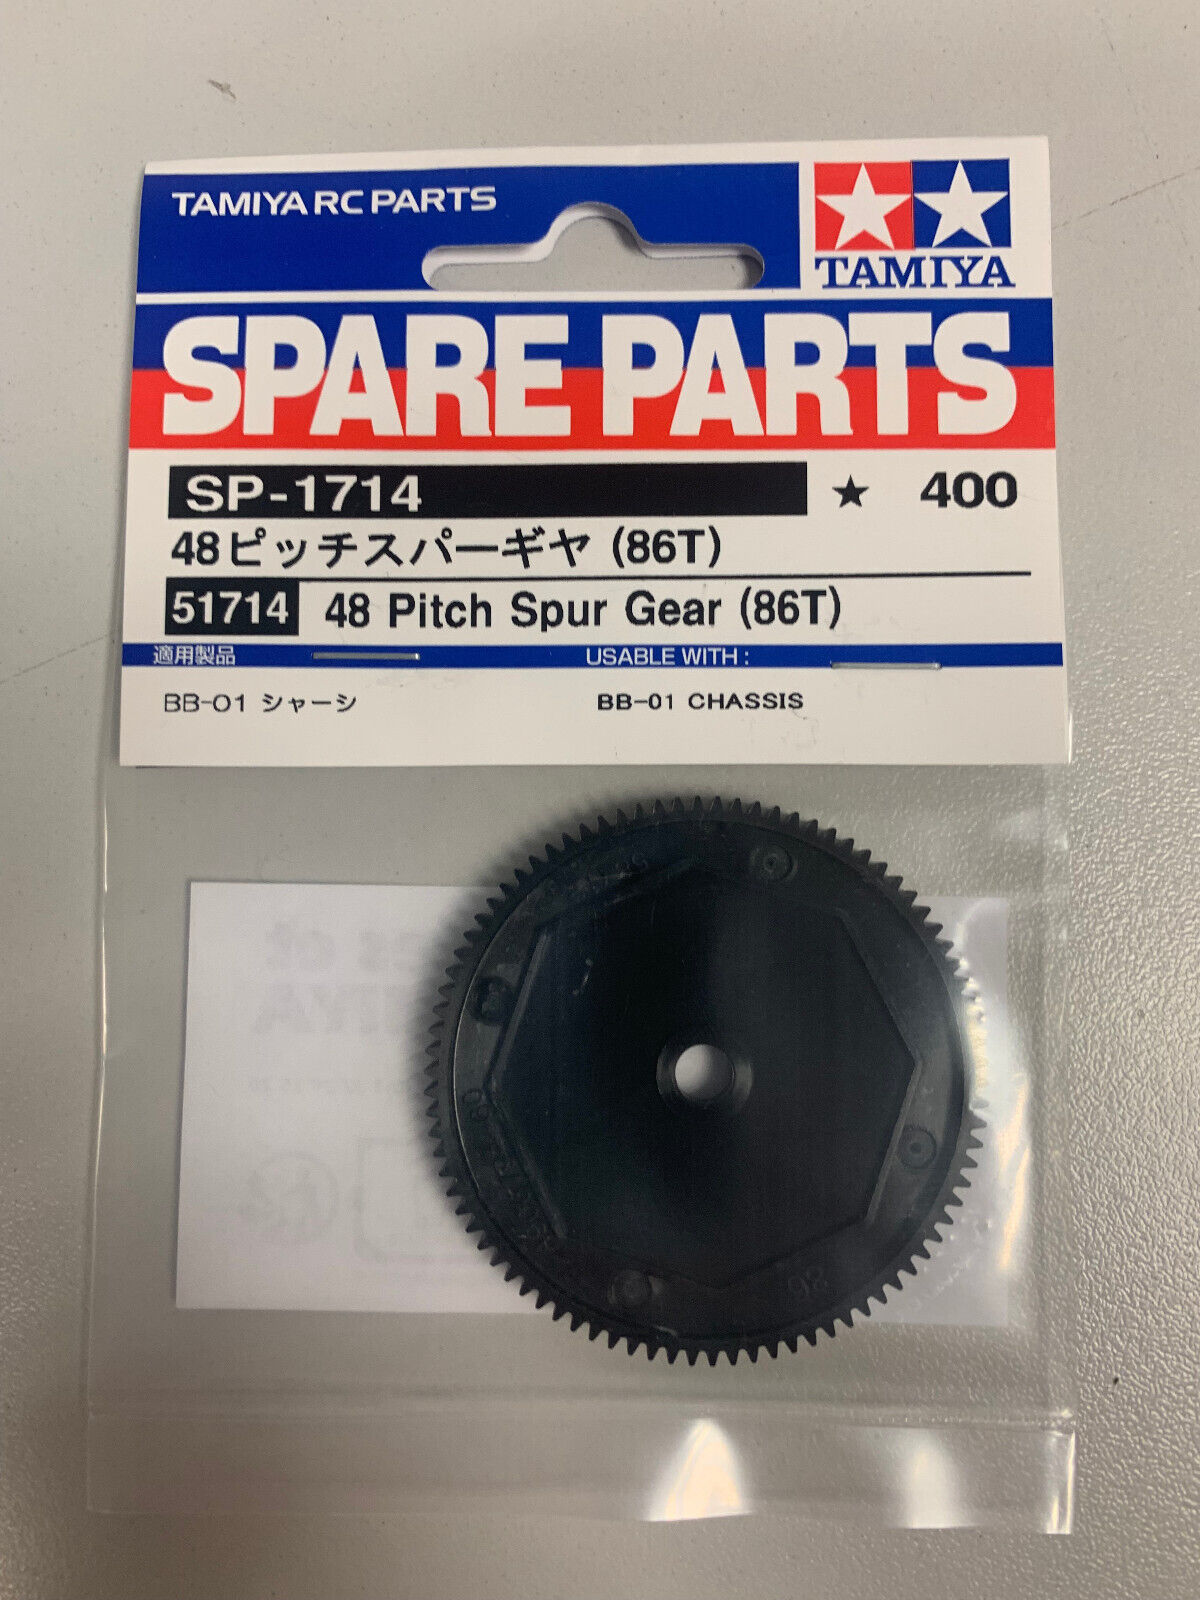 TAMIYA RC PARTS
TAMIYA
SPARE PARTS
SP-1714 ★ 400
48ピッチスパーギヤ (86T)
51714 48 Pitch Spur Gear (86T)
適用製品 USABLE WITH :
BB-01 シャーシ BB-01 CHASSIS
86